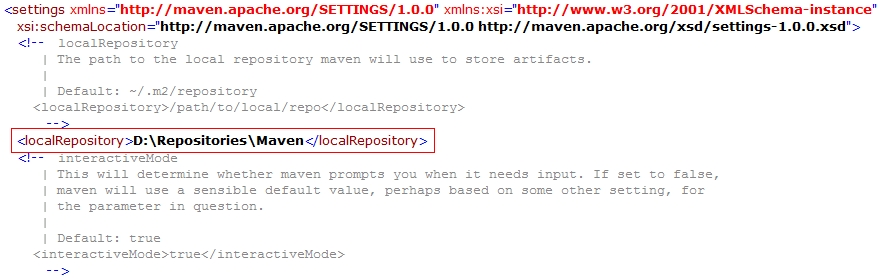 <settings xmlns="http://maven.apache.org/SETTINGS/1.0.0" xmlns:xsi="http://www.w3.org/2001/XMLSchema-instance"
xsi:schemaLocation="http://maven.apache.org/SETTINGS/1.0.0 http://maven.apache.org/xsd/settings-1.0.0.xsd">
<!-- localRepository
| The path to the local repository maven will use to store artifacts.
|
| Default: ~/.m2/repository
<localRepository>/path/to/local/repo</localRepository>
-->
<localRepository>D:\Repositories\Maven</localRepository>
<!-- interactiveMode
| This will determine whether maven prompts you when it needs input. If set to false,
| maven will use a sensible default value, perhaps based on some other setting, for
| the parameter in question.
|
| Default: true
<interactiveMode>true</interactiveMode>
-->